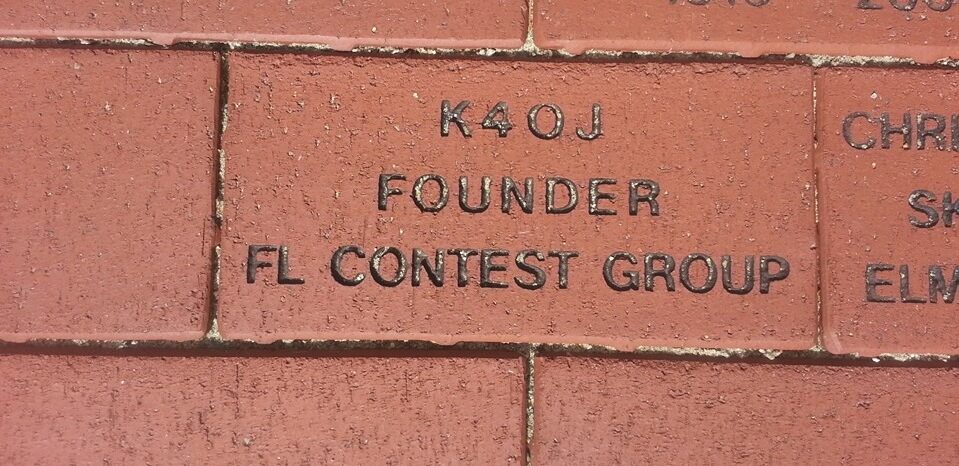 K4OJ
FOUNDER
FL CONTEST GROUP